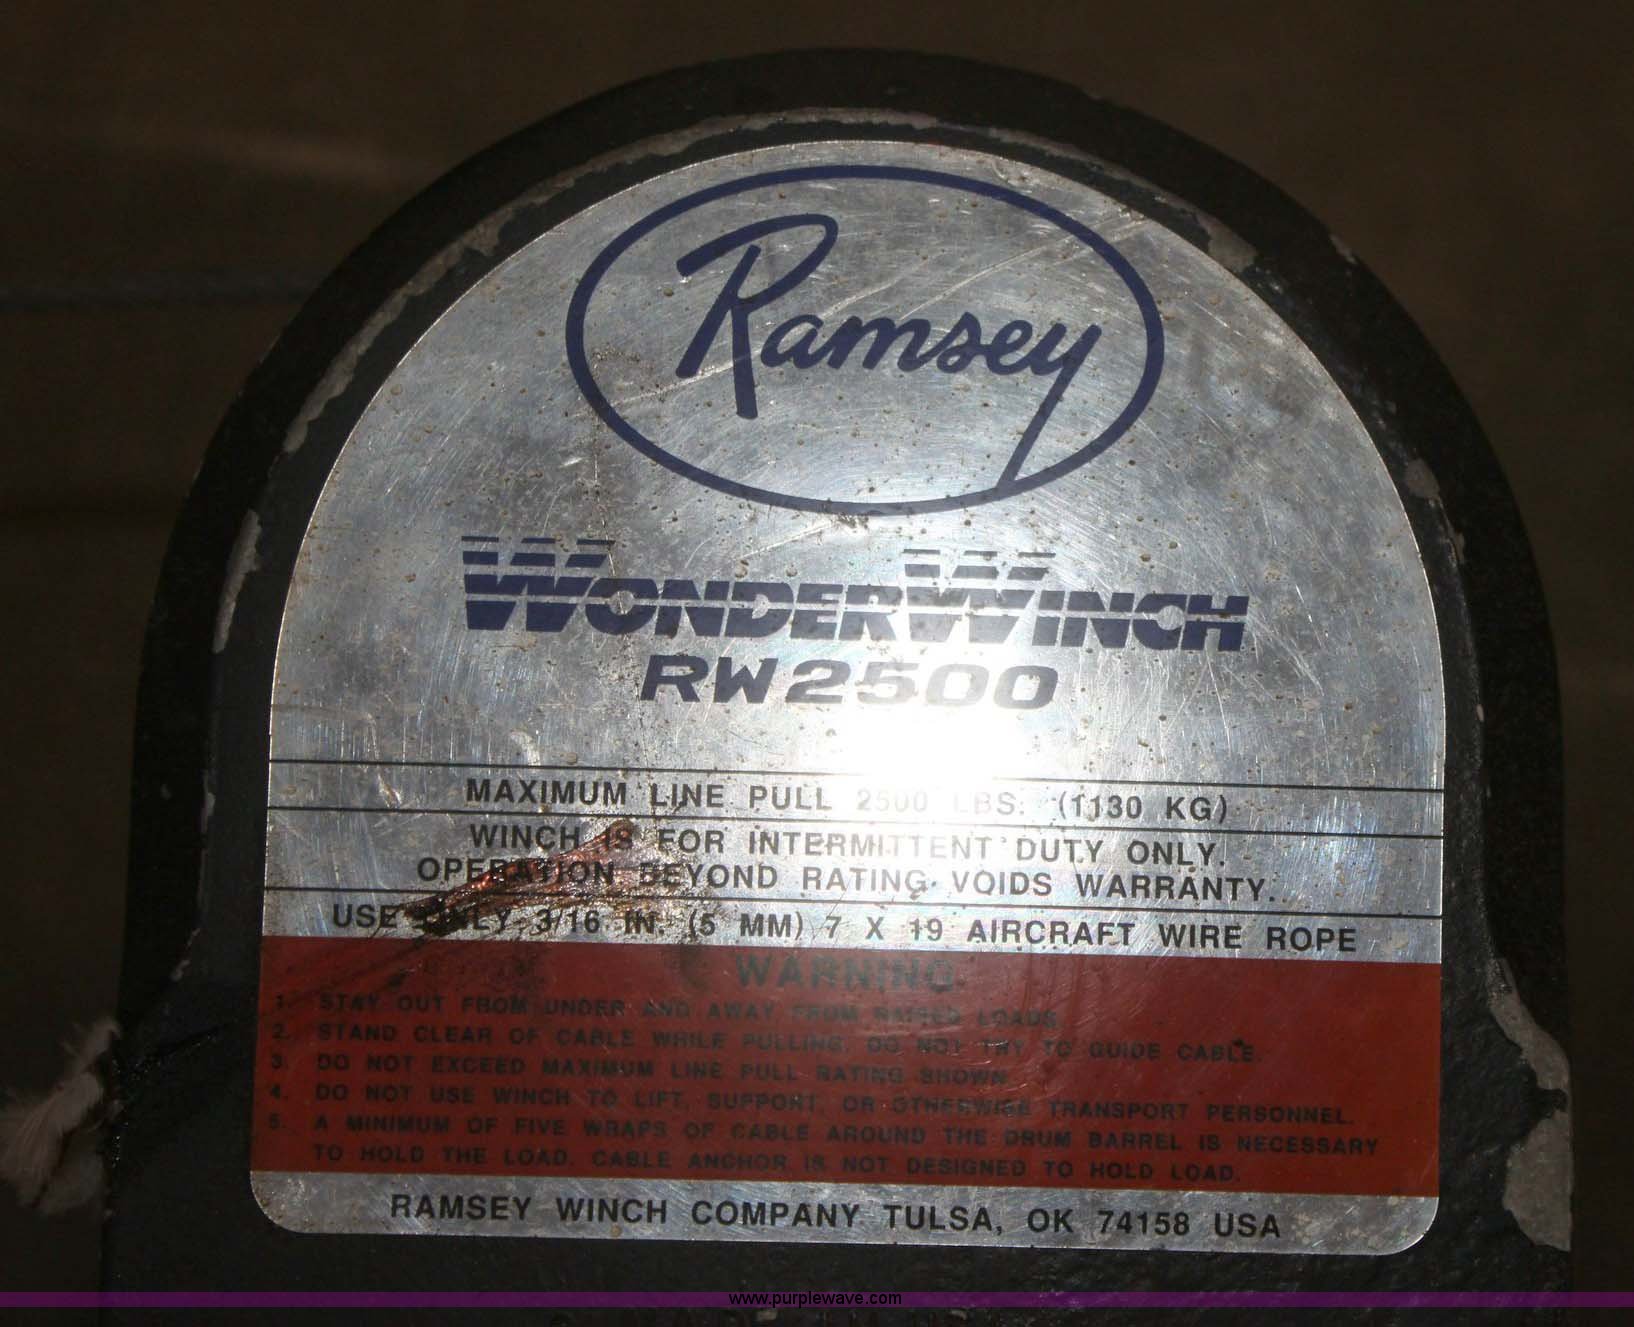 Ramsey
WONDERWINCH
RW2500
MAXIMUM LINE PULL 2500 LBS. (1130 KG)
WINCH IS FOR INTERMITTENT DUTY ONLY.
OPERATION BEYOND RATING VOIDS WARRANTY.
USE ONLY 3/16 IN. (5 MM) 7 X 19 AIRCRAFT WIRE ROPE
WARNING
1. STAY OUT FROM UNDER AND AWAY FROM RAISED LOADS
2. STAND CLEAR OF CABLE WHILE PULLING. DO NOT TRY TO GUIDE CABLE.
3. DO NOT EXCEED MAXIMUM LINE PULL RATING SHOWN
4. DO NOT USE WINCH TO LIFT, SUPPORT, OR OTHERWISE TRANSPORT PERSONNEL.
5. A MINIMUM OF FIVE WRAPS OF CABLE AROUND THE DRUM BARREL IS NECESSARY
TO HOLD THE LOAD. CABLE ANCHOR IS NOT DESIGNED TO HOLD LOAD.
RAMSEY WINCH COMPANY TULSA, OK 74158 USA
www.purplewave.com